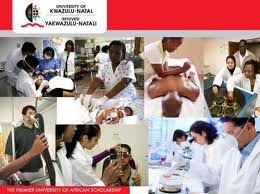 UNIVERSITY OF
KWAZULU-NATAL
INYUVESI
YAKWAZULU-NATALI
THE PREMIER UNIVERSITY OF AFRICAN SCHOLARSHIP